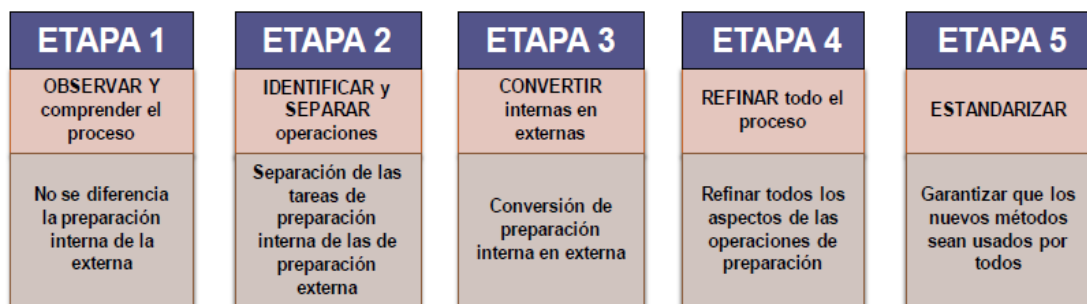 ETAPA 1
OBSERVAR Y
comprender el
proceso
No se diferencia
la preparación
interna de la
externa
ETAPA 2
IDENTIFICAR y
SEPARAR
operaciones
Separación de las
tareas de
preparación
interna de las de
preparación
externa
ETAPA 3
CONVERTIR
internas en
externas
Conversión de
preparación
interna en externa
ETAPA 4
REFINAR todo el
proceso
Refinar todos los
aspectos de las
operaciones de
preparación
ETAPA 5
ESTANDARIZAR
Garantizar que los
nuevos métodos
sean usados por
todos